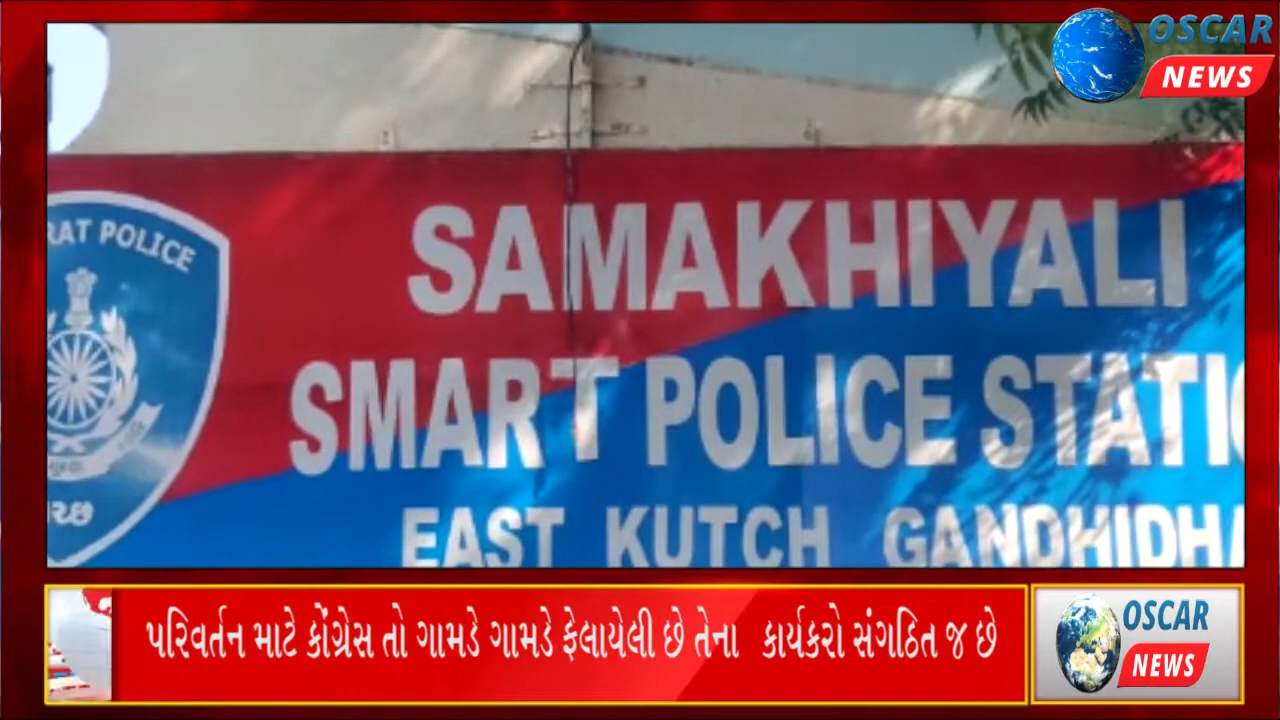 OSCAR
NEWS
RAT POLICE
SAMAKHIYALI
SMART POLICE STATIO
EAST KUTCH GANDHIDHA
પરિવર્તન માટે કોંગ્રેસ તો ગામડે ગામડે ફેલાયેલી છે તેના કાર્યકરો સંગઠિત જ છે
OSCAR
NEWS